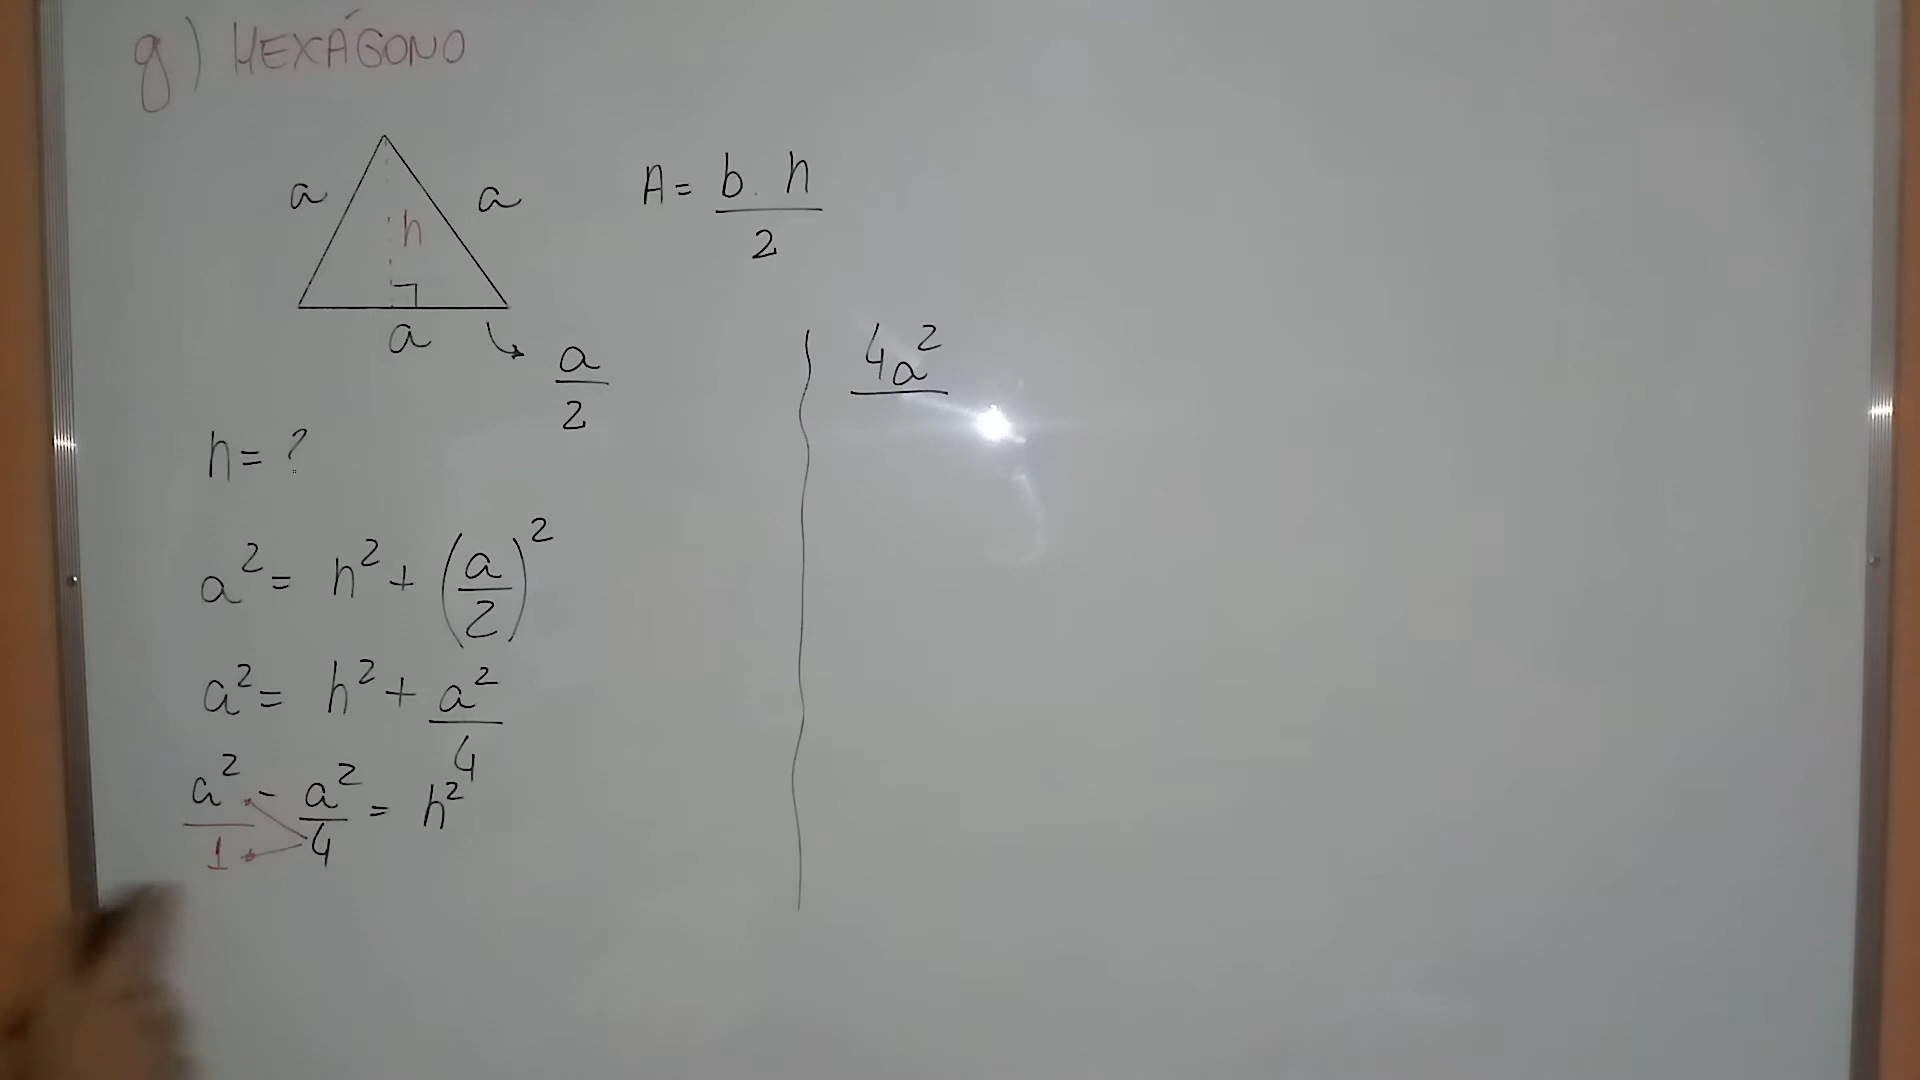 g) HEXÁGONO
a a
h
a
a/2
A = b . h / 2
h = ?
a² = h² + (a/2)²
a² = h² + a²/4
a²/1 - a²/4 = h²
4a²